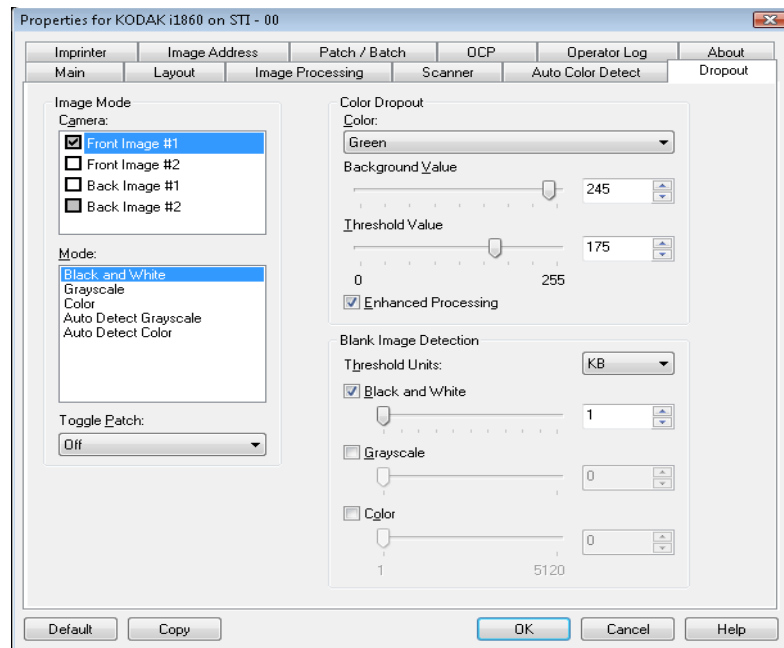 Properties for KODAK i1860 on STI - 00
Imprinter
Image Address
Patch / Batch
OCP
Operator Log
About
Main
Layout
Image Processing
Scanner
Auto Color Detect
Dropout
Image Mode
Camera:
Front Image #1
Front Image #2
Back Image #1
Back Image #2
Mode:
Black and White
Grayscale
Color
Auto Detect Grayscale
Auto Detect Color
Toggle Patch:
Off
Color Dropout
Color:
Green
Background Value
245
Threshold Value
175
0
255
Enhanced Processing
Blank Image Detection
Threshold Units:
KB
Black and White
1
Grayscale
0
Color
0
1
5120
Default
Copy
OK
Cancel
Help